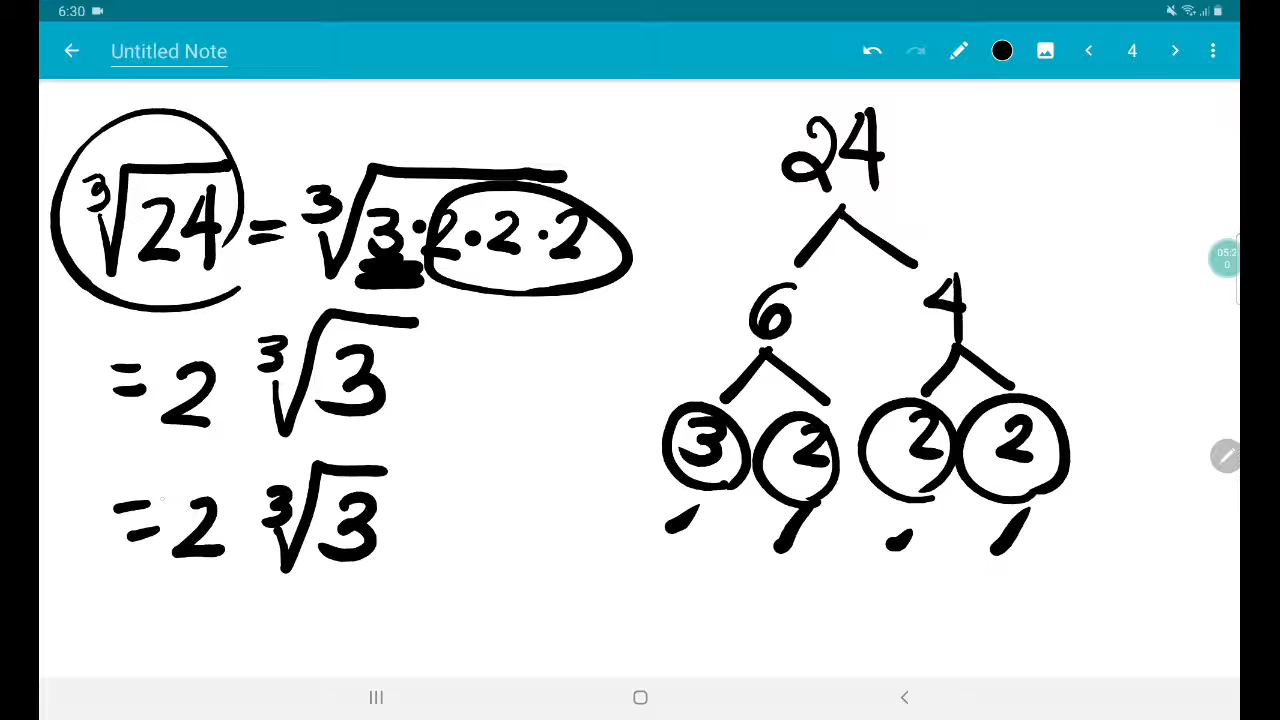 6:30
Untitled Note
4
∛24 = ∛3·2·2·2
= 2 ∛3
= 2 ∛3
24
6 4
3 2 2 2